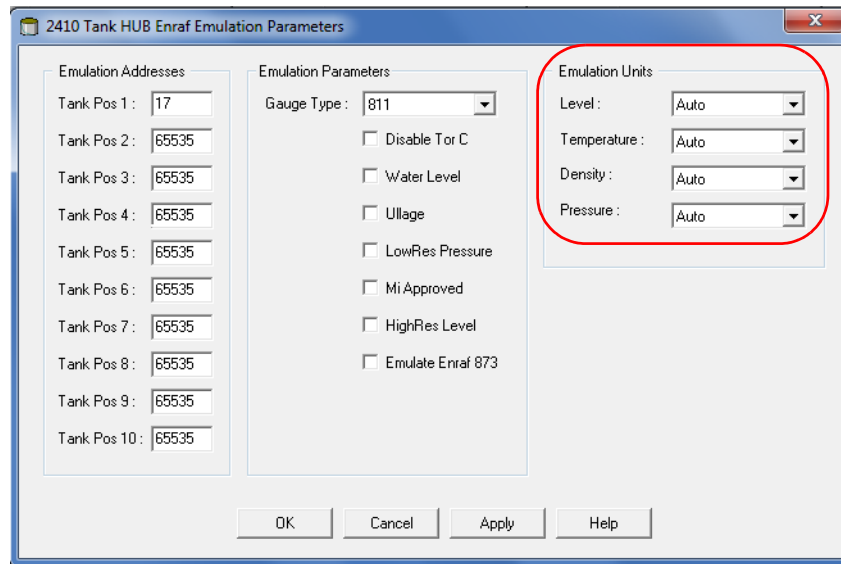 2410 Tank HUB Enraf Emulation Parameters
Emulation Addresses
Tank Pos 1 : 17
Tank Pos 2 : 65535
Tank Pos 3 : 65535
Tank Pos 4 : 65535
Tank Pos 5 : 65535
Tank Pos 6 : 65535
Tank Pos 7 : 65535
Tank Pos 8 : 65535
Tank Pos 9 : 65535
Tank Pos 10 : 65535
Emulation Parameters
Gauge Type : 811
Disable Tor C
Water Level
Ullage
LowRes Pressure
Mi Approved
HighRes Level
Emulate Enraf 873
Emulation Units
Level : Auto
Temperature : Auto
Density : Auto
Pressure : Auto
OK Cancel Apply Help